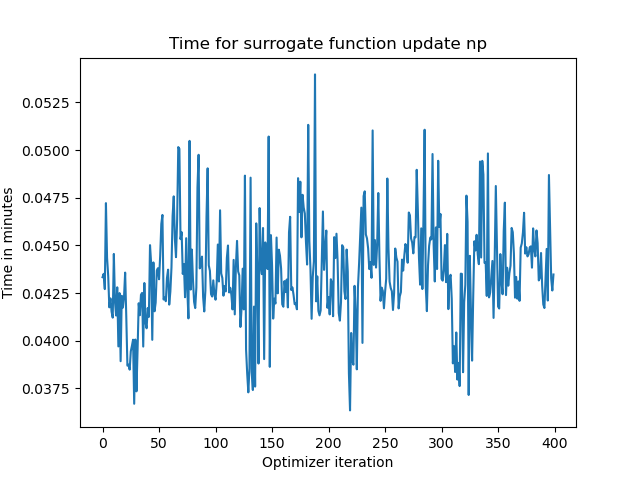 Time for surrogate function update np
Time in minutes
0.0525
0.0500
0.0475
0.0450
0.0425
0.0400
0.0375
0 50 100 150 200 250 300 350 400
Optimizer iteration